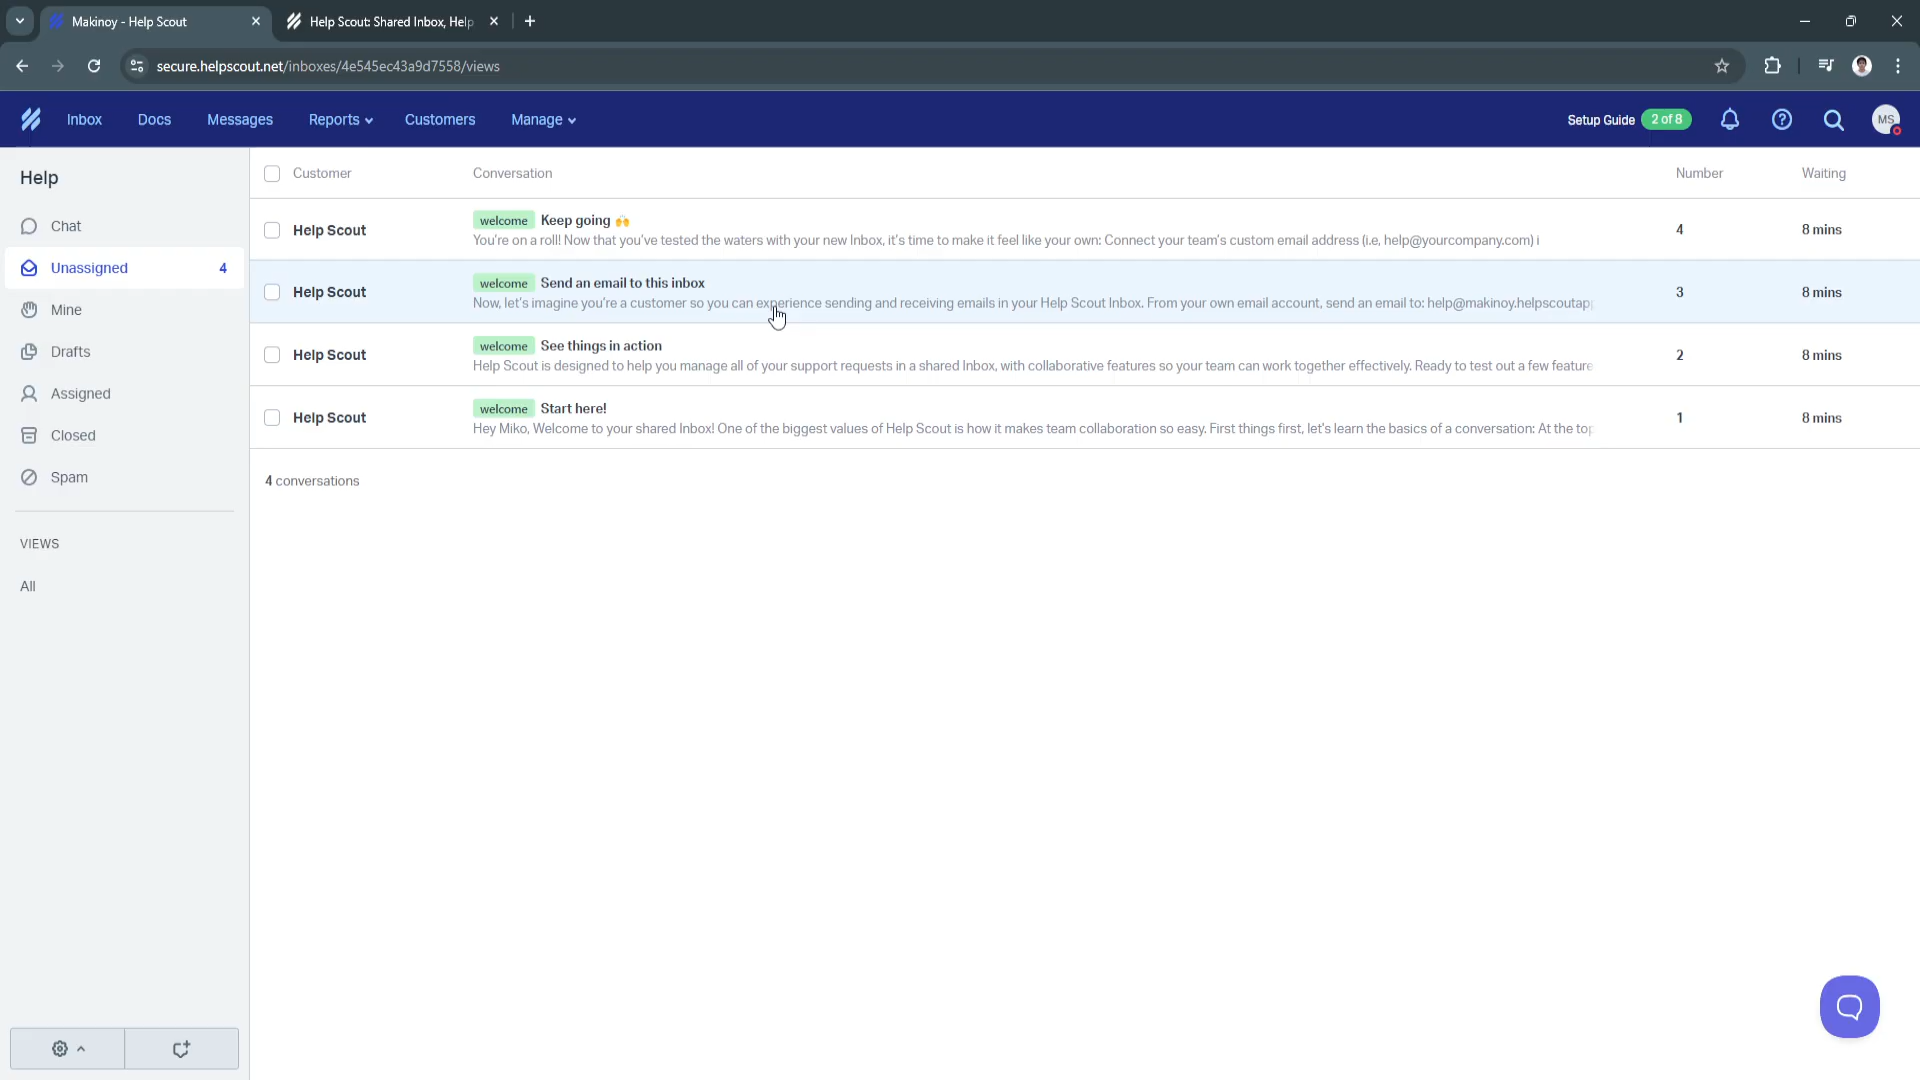 Makinoy - Help Scout
Help Scout: Shared Inbox, Help
secure.helpscout.net/inboxes/4e545ec43a9d7558/views
Inbox
Docs
Messages
Reports
Customers
Manage
Setup Guide 2 of 8
MS
Help
Chat
Unassigned 4
Mine
Drafts
Assigned
Closed
Spam
VIEWS
All
Customer Conversation Number Waiting
Help Scout welcome Keep going 🙌 4 8 mins
You're on a roll! Now that you've tested the waters with your new Inbox, it's time to make it feel like your own: Connect your team's custom email address (i.e, help@yourcompany.com) i
Help Scout welcome Send an email to this inbox 3 8 mins
Now, let's imagine you're a customer so you can experience sending and receiving emails in your Help Scout Inbox. From your own email account, send an email to: help@makinoy.helpscoutap
Help Scout welcome See things in action 2 8 mins
Help Scout is designed to help you manage all of your support requests in a shared Inbox, with collaborative features so your team can work together effectively. Ready to test out a few feature
Help Scout welcome Start here! 1 8 mins
Hey Miko, Welcome to your shared Inbox! One of the biggest values of Help Scout is how it makes team collaboration so easy. First things first, let's learn the basics of a conversation: At the top
4 conversations